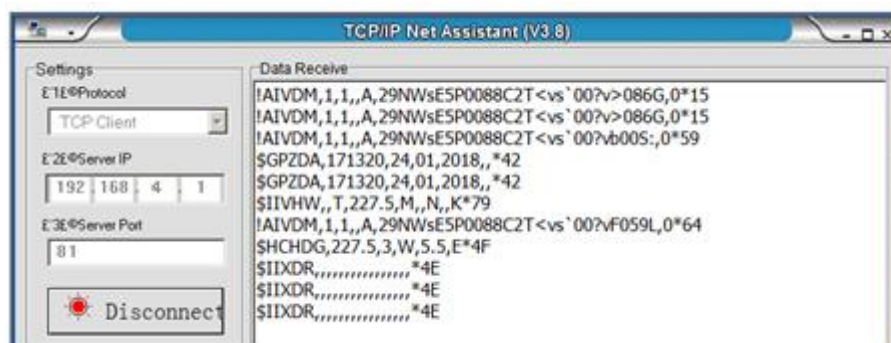 TCP/IP Net Assistant (V3.8)
Settings
£¨1£©Protocol
TCP Client
£¨2£©Server IP
192 . 168 . 4 . 1
£¨3£©Server Port
81
Disconnect
Data Receive
!AIVDM,1,1,,A,29NWsE5P0088C2T<vs`00?v>086G,0*15
!AIVDM,1,1,,A,29NWsE5P0088C2T<vs`00?v>086G,0*15
!AIVDM,1,1,,A,29NWsE5P0088C2T<vs`00?vb00S:,0*59
$GPZDA,171320,24,01,2018,,*42
$GPZDA,171320,24,01,2018,,*42
$IIVHW,,T,227.5,M,,N,,K*79
!AIVDM,1,1,,A,29NWsE5P0088C2T<vs`00?vF059L,0*64
$HCHDG,227.5,3,W,5.5,E*4F
$IIXDR,,,,,,,,,,,,,,,,,*4E
$IIXDR,,,,,,,,,,,,,,,,,*4E
$IIXDR,,,,,,,,,,,,,,,,,*4E